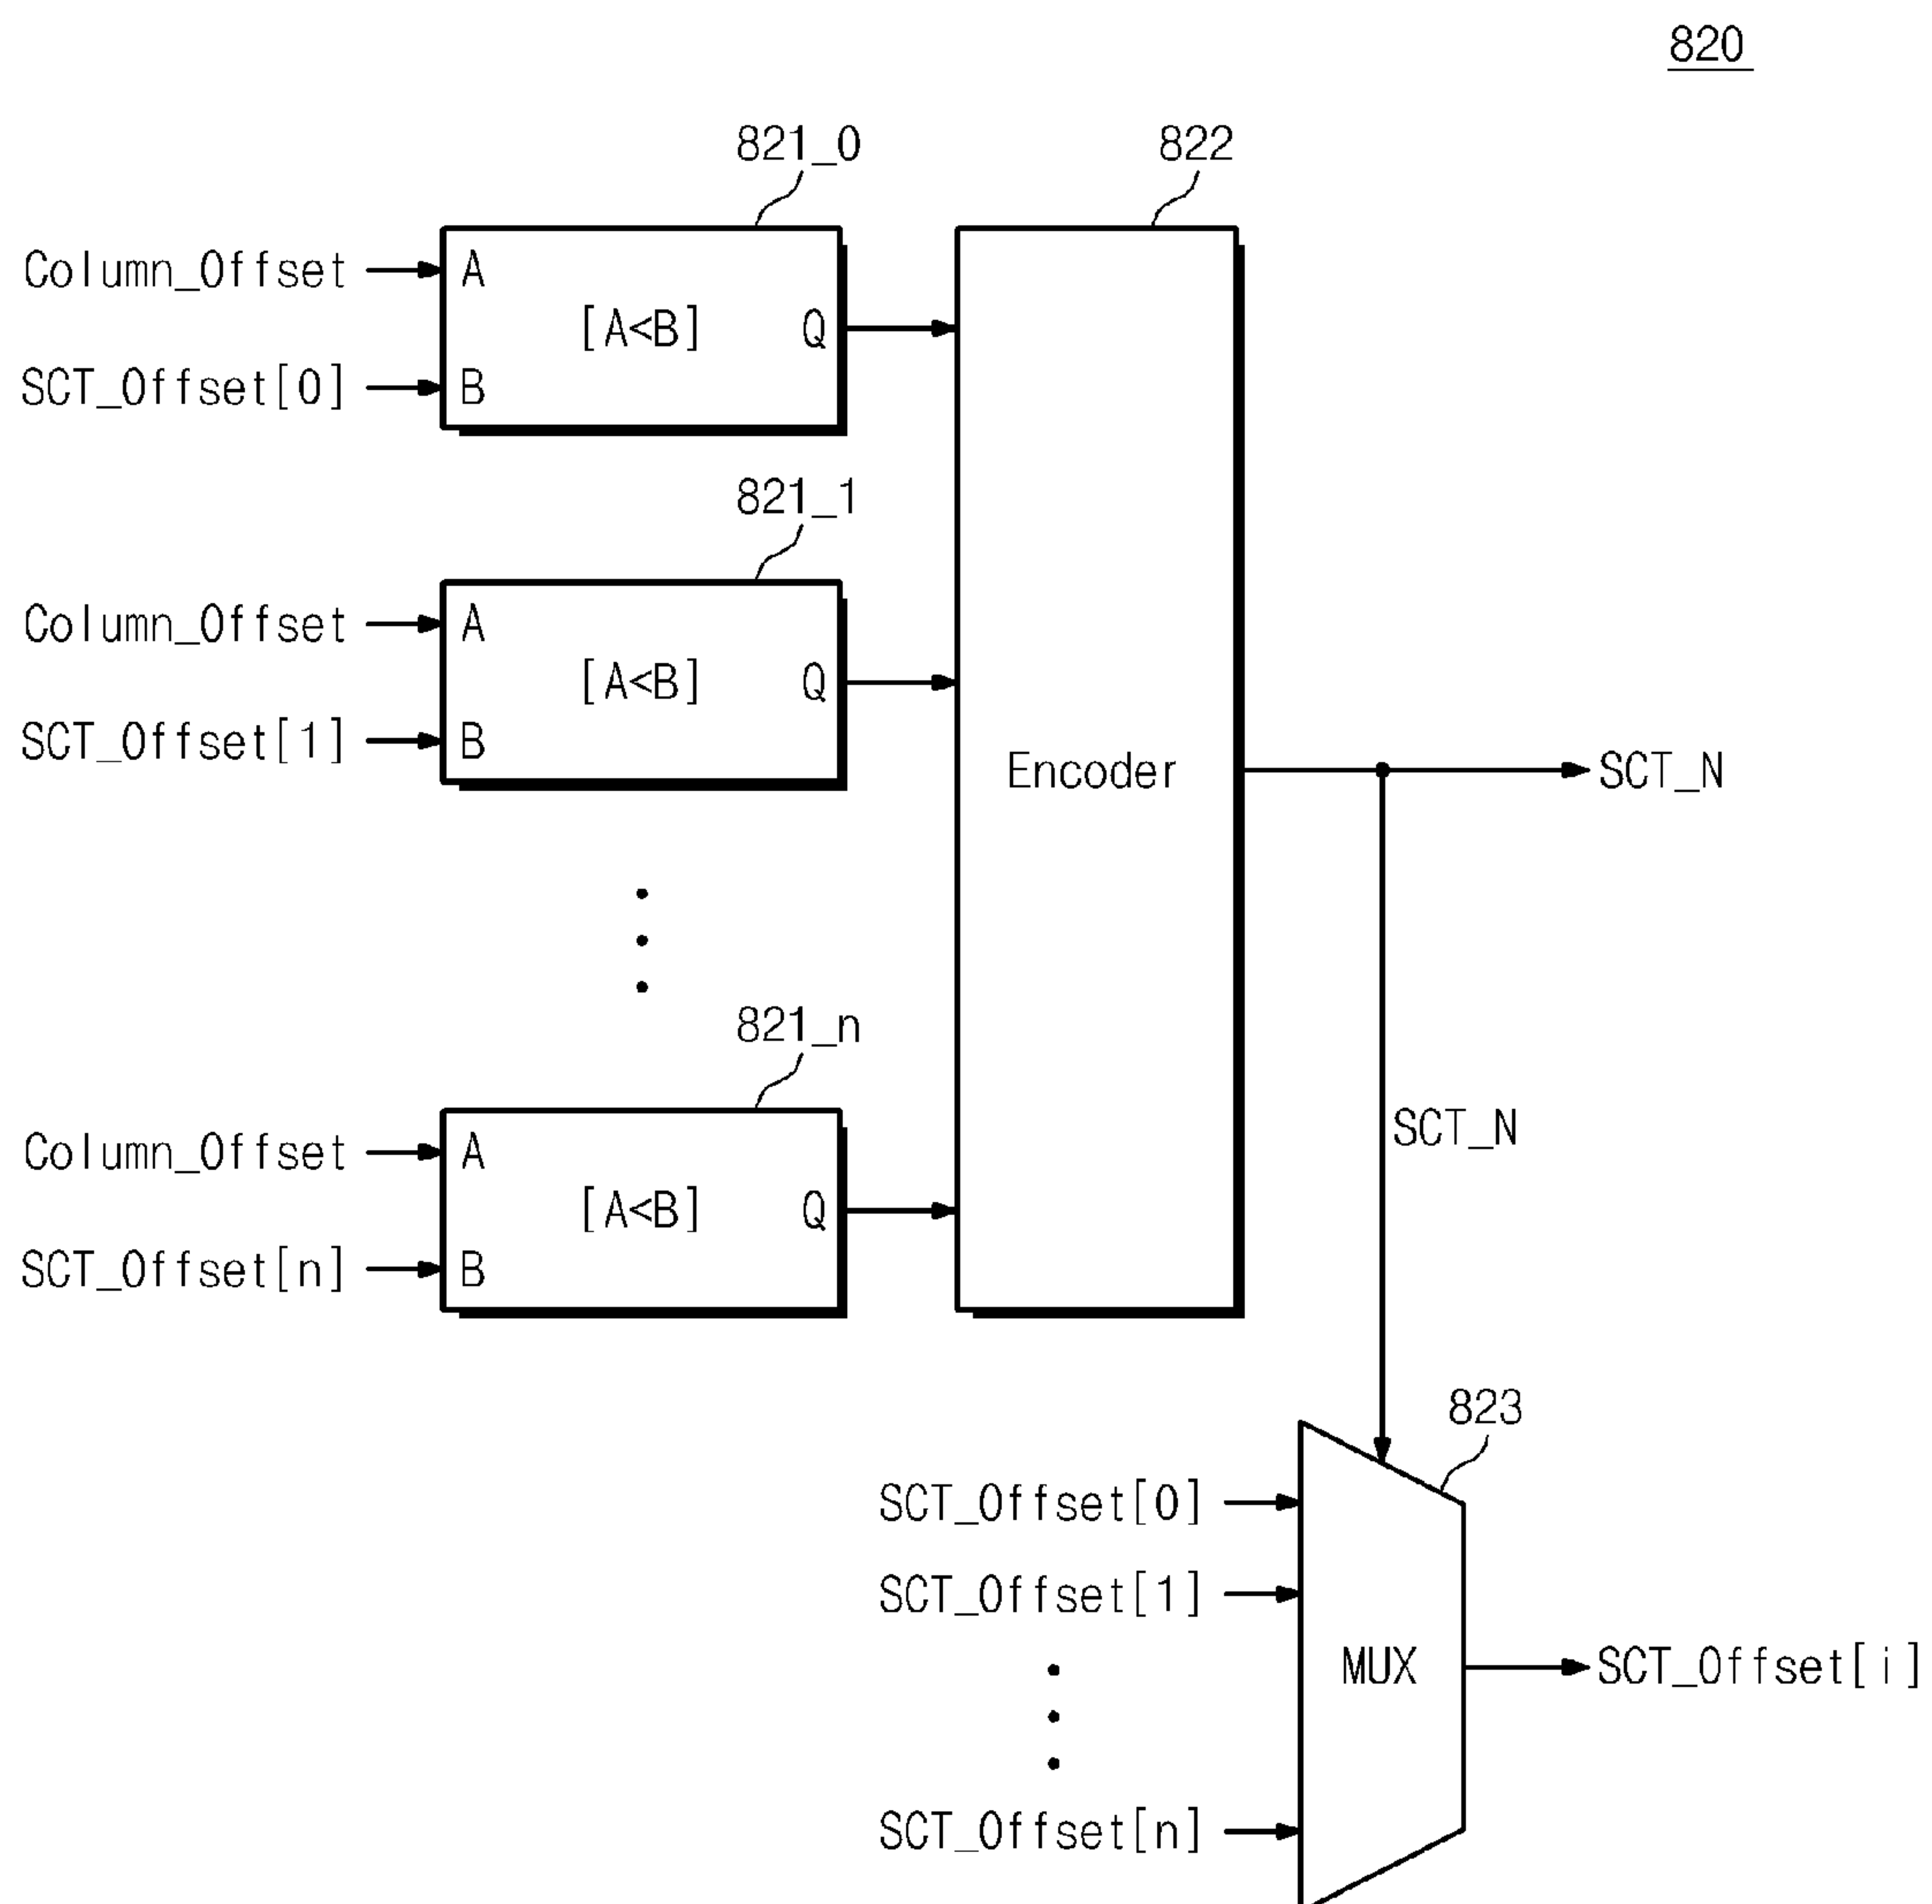 820
821_0
822
Column_Offset
A
[A<B]
Q
SCT_Offset[0]
B
821_1
Column_Offset
A
[A<B]
Q
SCT_Offset[1]
B
Encoder
SCT_N
821_n
Column_Offset
A
[A<B]
Q
SCT_Offset[n]
B
SCT_N
823
SCT_Offset[0]
SCT_Offset[1]
MUX
SCT_Offset[i]
SCT_Offset[n]